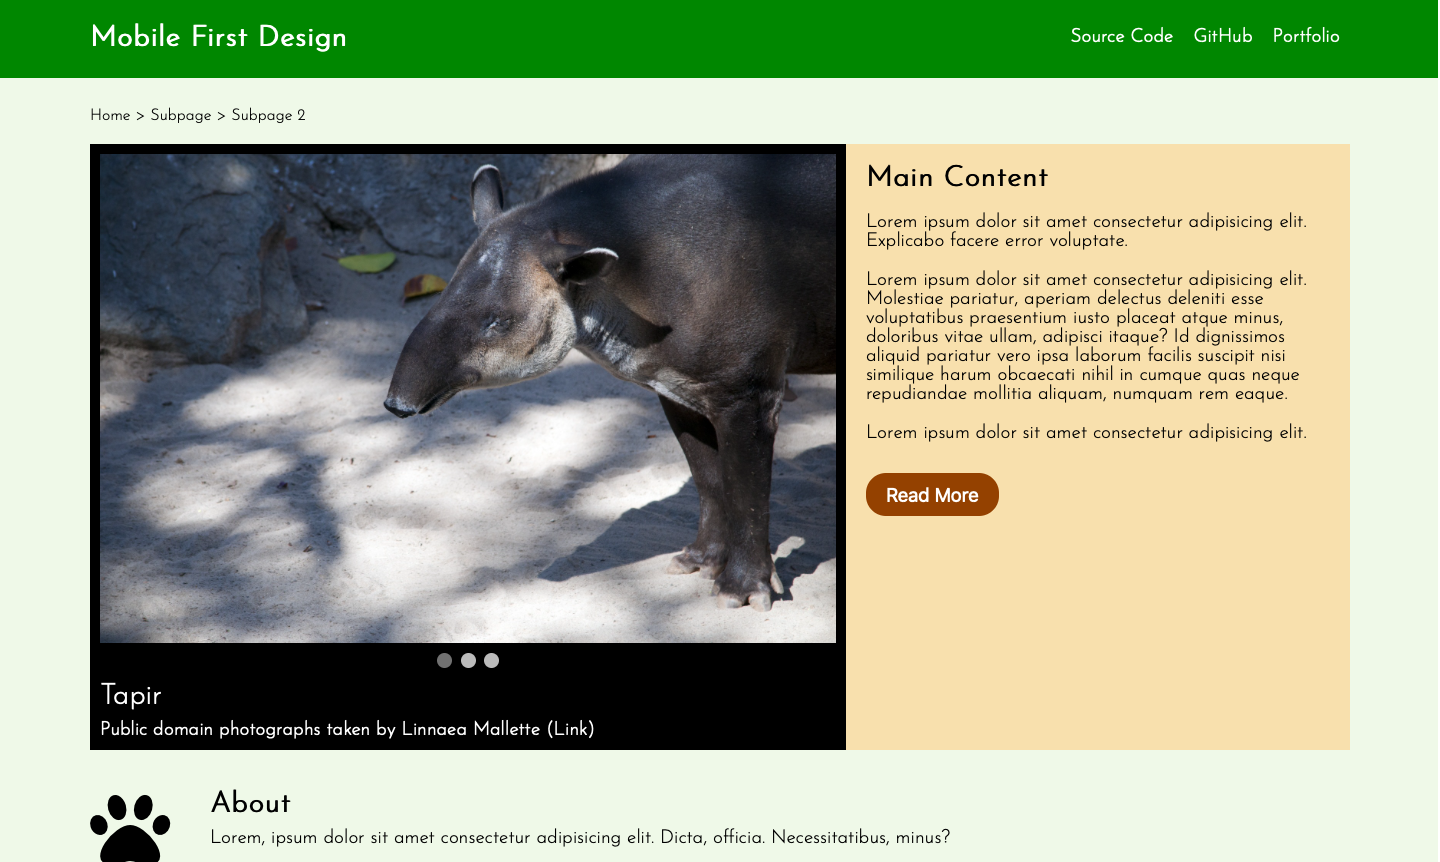 Mobile First Design
Source Code GitHub Portfolio
Home > Subpage > Subpage 2
Tapir
Public domain photographs taken by Linnaea Mallette (Link)
Main Content
Lorem ipsum dolor sit amet consectetur adipisicing elit.
Explicabo facere error voluptate.
Lorem ipsum dolor sit amet consectetur adipisicing elit.
Molestiae pariatur, aperiam delectus deleniti esse
voluptatibus praesentium iusto placeat atque minus,
doloribus vitae ullam, adipisci itaque? Id dignissimos
aliquid pariatur vero ipsa laborum facilis suscipit nisi
similique harum obcaecati nihil in cumque quas neque
repudiandae mollitia aliquam, numquam rem eaque.
Lorem ipsum dolor sit amet consectetur adipisicing elit.
Read More
About
Lorem, ipsum dolor sit amet consectetur adipisicing elit. Dicta, officia. Necessitatibus, minus?